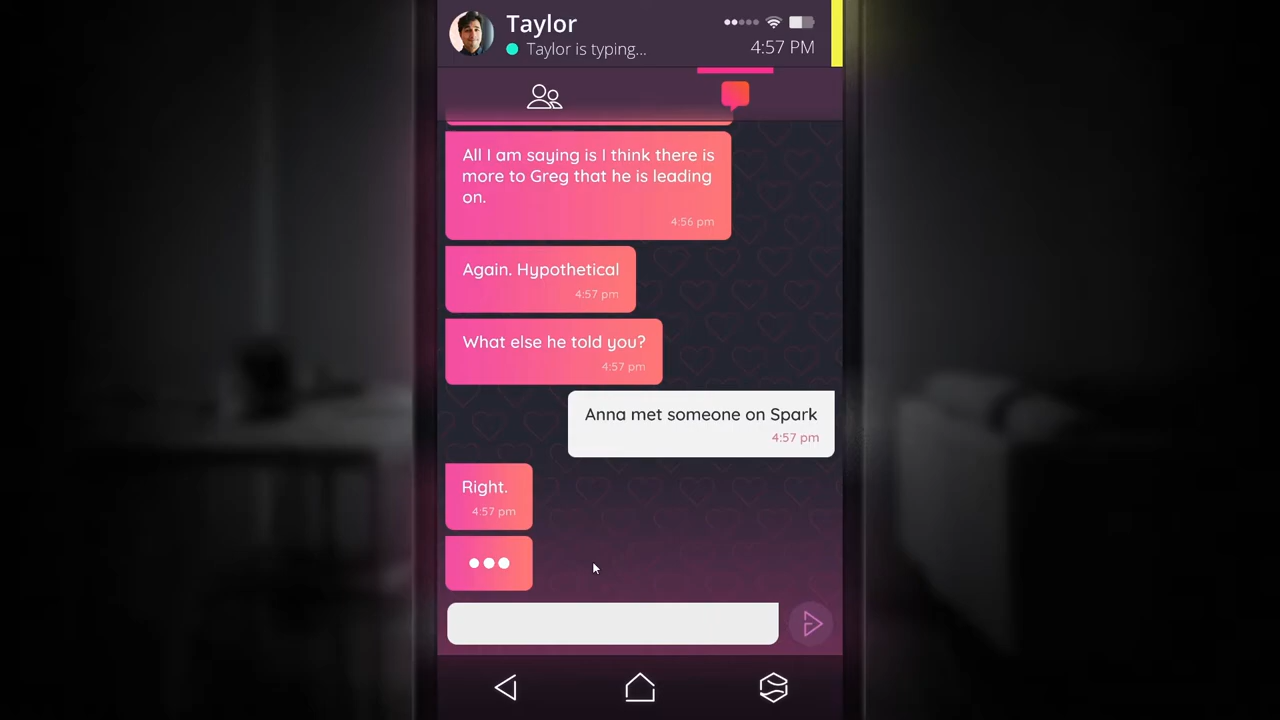 Taylor
Taylor is typing...
4:57 PM
All I am saying is I think there is
more to Greg that he is leading
on.
4:56 pm
Again. Hypothetical
4:57 pm
What else he told you?
4:57 pm
Anna met someone on Spark
4:57 pm
Right.
4:57 pm